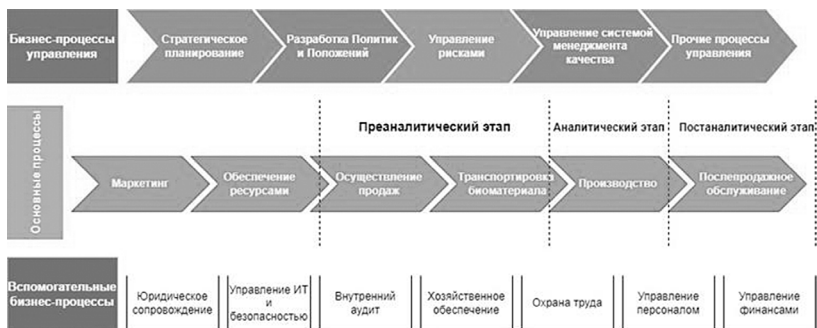 Бизнес-процессы
управления
Стратегическое
планирование
Разработка Политик
и Положений
Управление
рисками
Управление системой
менеджмента
качества
Прочие процессы
управления
Основные процессы
Преаналитический этап
Аналитический этап
Постаналитический этап
Маркетинг
Обеспечение
ресурсами
Осуществление
продаж
Транспортировка
биоматериала
Производство
Послепродажное
обслуживание
Вспомогательные
бизнес-процессы
Юридическое
сопровождение
Управление ИТ
и
безопасностью
Внутренний
аудит
Хозяйственное
обеспечение
Охрана труда
Управление
персоналом
Управление
финансами